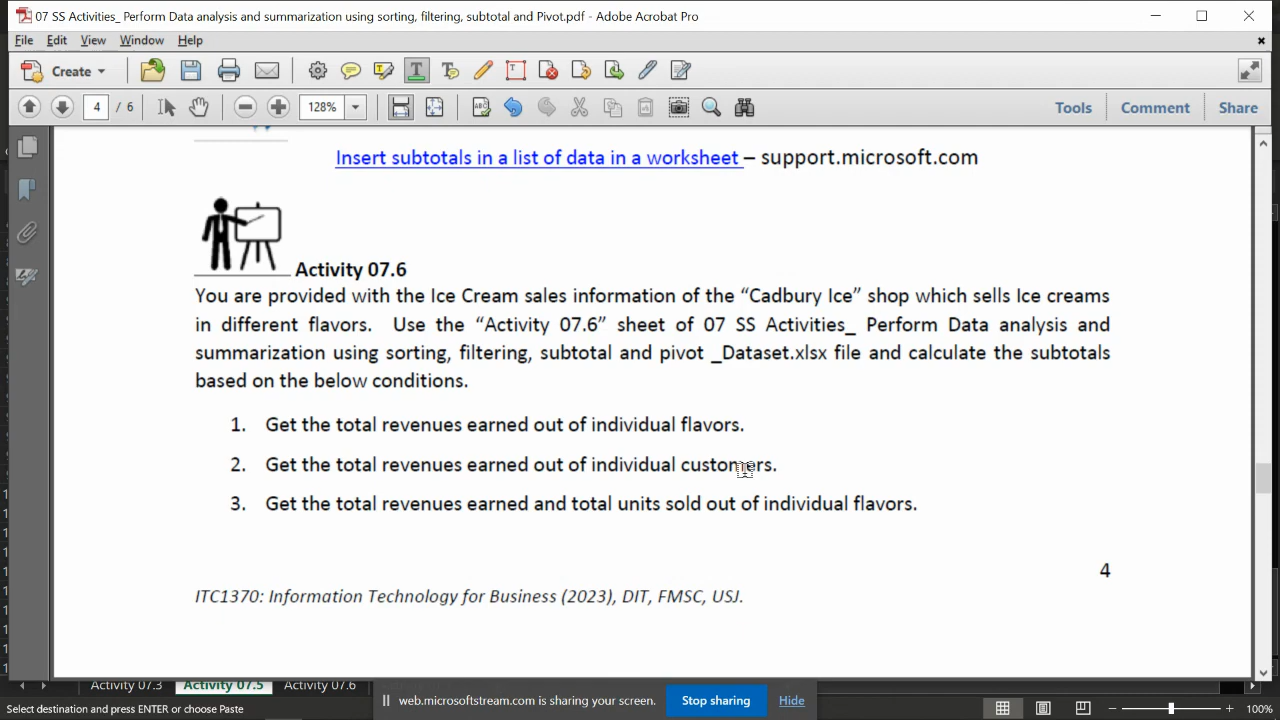 07 SS Activities_ Perform Data analysis and summarization using sorting, filtering, subtotal and Pivot.pdf - Adobe Acrobat Pro
File Edit View Window Help
Create
4 / 6 128% Tools Comment Share
Insert subtotals in a list of data in a worksheet – support.microsoft.com
Activity 07.6
You are provided with the Ice Cream sales information of the “Cadbury Ice” shop which sells Ice creams
in different flavors. Use the “Activity 07.6” sheet of 07 SS Activities_ Perform Data analysis and
summarization using sorting, filtering, subtotal and pivot _Dataset.xlsx file and calculate the subtotals
based on the below conditions.
1. Get the total revenues earned out of individual flavors.
2. Get the total revenues earned out of individual customers.
3. Get the total revenues earned and total units sold out of individual flavors.
4
ITC1370: Information Technology for Business (2023), DIT, FMSC, USJ.
Activity 07.3 Activity 07.5 Activity 07.6
web.microsoftstream.com is sharing your screen. Stop sharing Hide
Select destination and press ENTER or choose Paste
100%